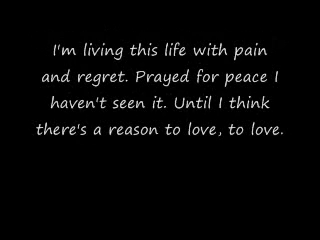 I'm living this life with pain
and regret. Prayed for peace I
haven't seen it. Until I think
there's a reason to love, to love.